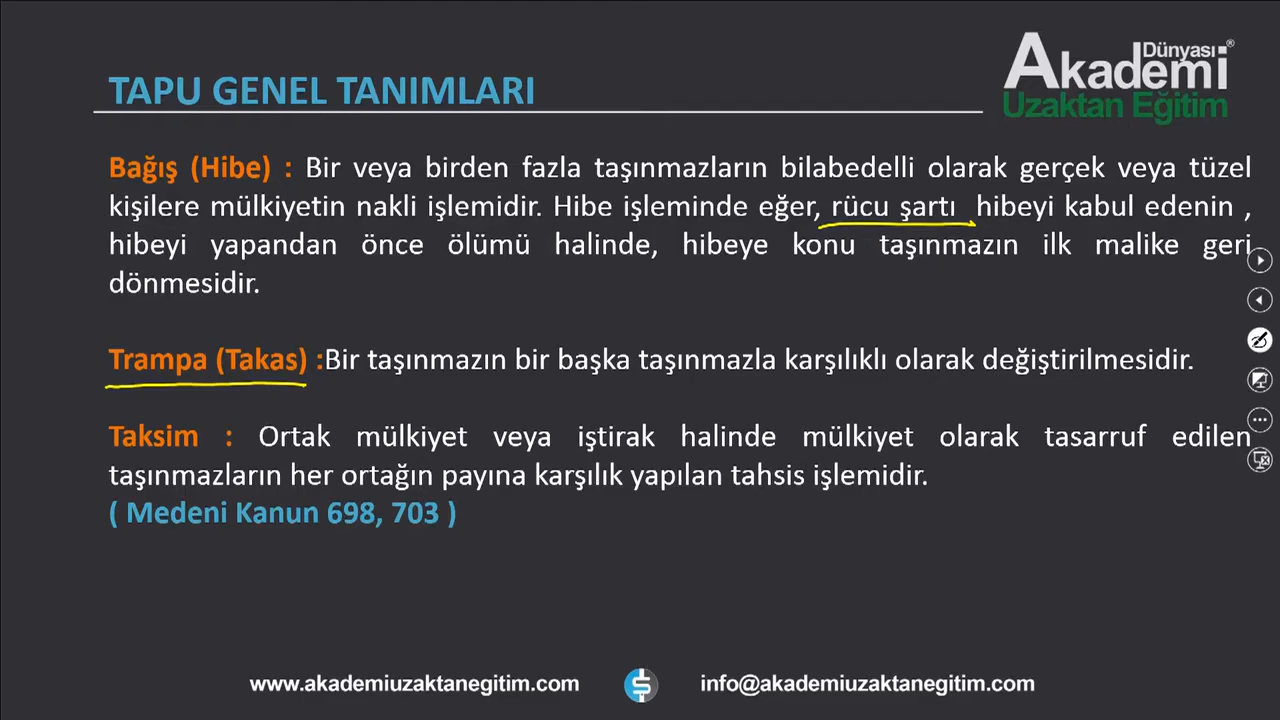 Dünyası®
Akademi
Uzaktan Eğitim
TAPU GENEL TANIMLARI
Bağış (Hibe) : Bir veya birden fazla taşınmazların bilabedelli olarak gerçek veya tüzel
kişilere mülkiyetin nakli işlemidir. Hibe işleminde eğer, rücu şartı hibeyi kabul edenin ,
hibeyi yapandan önce ölümü halinde, hibeye konu taşınmazın ilk malike geri
dönmesidir.
Trampa (Takas) :Bir taşınmazın bir başka taşınmazla karşılıklı olarak değiştirilmesidir.
Taksim : Ortak mülkiyet veya iştirak halinde mülkiyet olarak tasarruf edilen
taşınmazların her ortağın payına karşılık yapılan tahsis işlemidir.
( Medeni Kanun 698, 703 )
www.akademiuzaktanegitim.com info@akademiuzaktanegitim.com